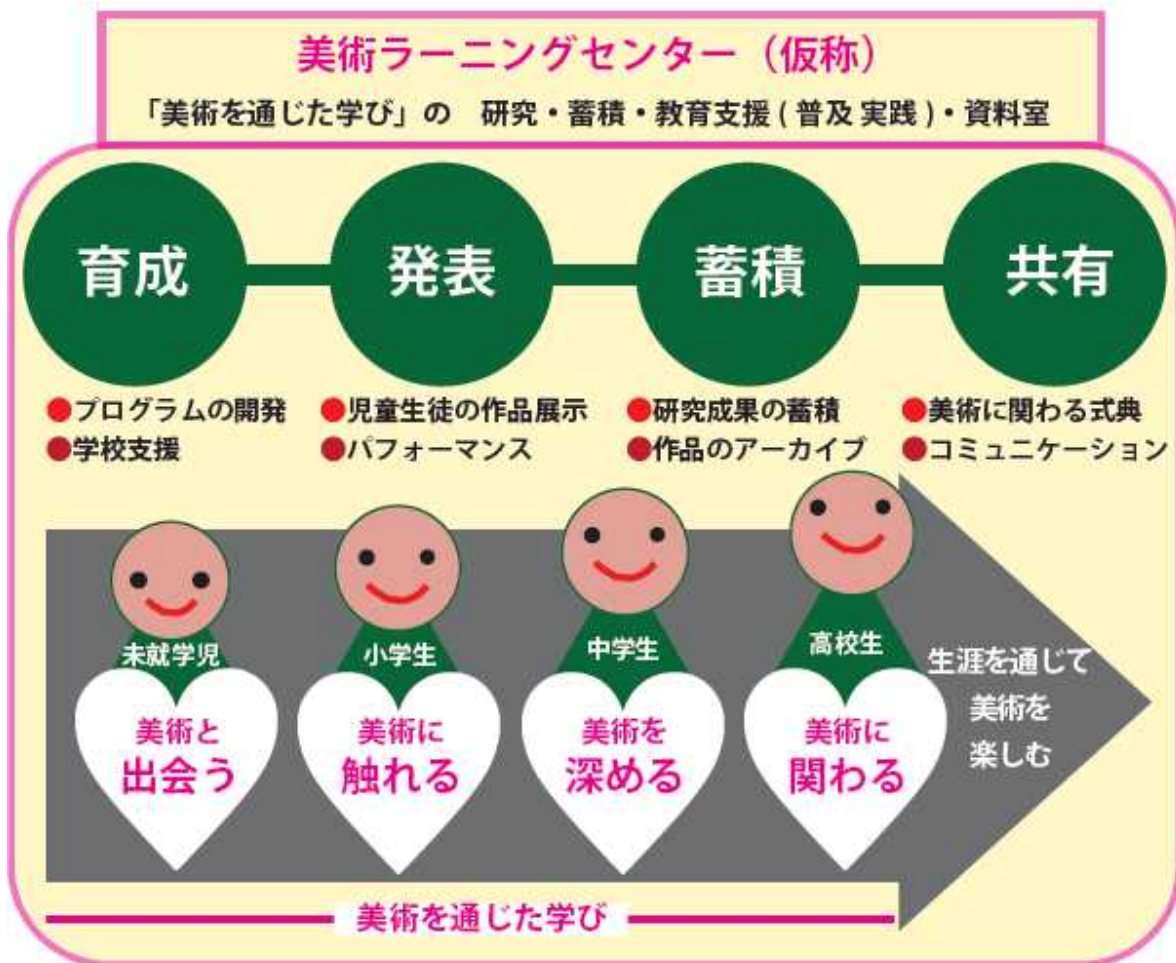 美術ラーニングセンター（仮称）
「美術を通じた学び」の　研究・蓄積・教育支援 ( 普及 実践 )・資料室
育成
発表
蓄積
共有
●プログラムの開発
●学校支援
●児童生徒の作品展示
●パフォーマンス
●研究成果の蓄積
●作品のアーカイブ
●美術に関わる式典
●コミュニケーション
未就学児
美術と
出会う
小学生
美術に
触れる
中学生
美術を
深める
高校生
美術に
関わる
生涯を通じて
美術を
楽しむ
美術を通じた学び